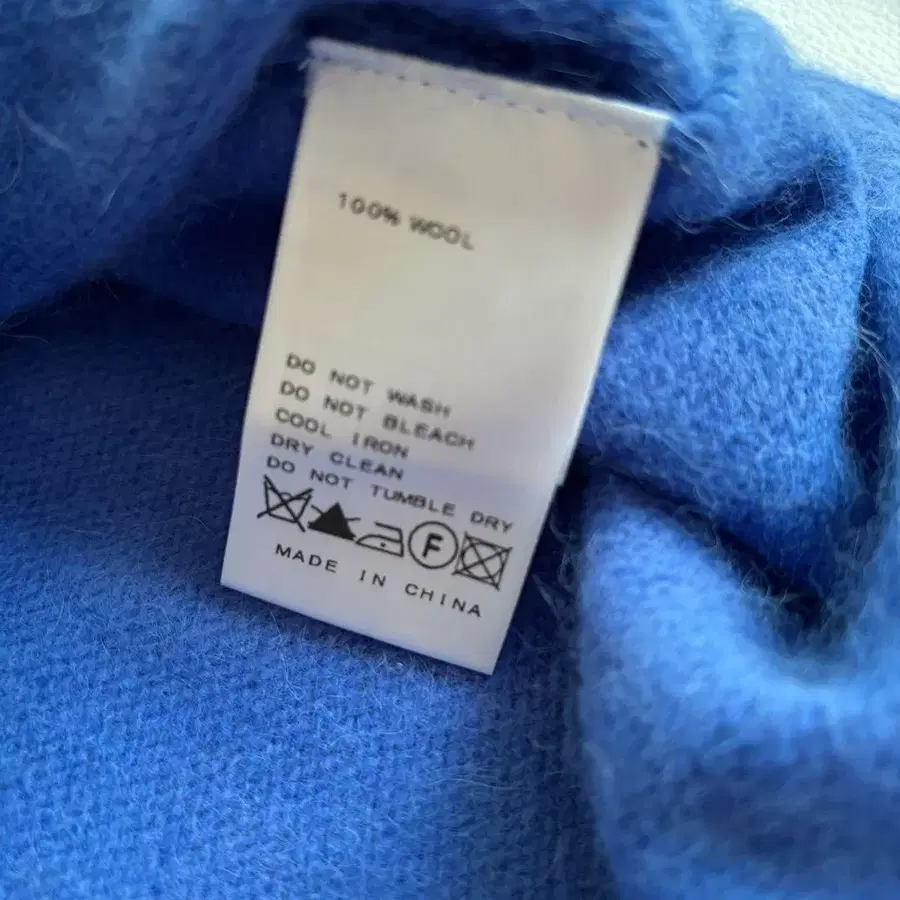 100% WOOL
DO NOT WASH
DO NOT BLEACH
COOL IRON
DRY CLEAN
DO NOT TUMBLE DRY
F
MADE IN CHINA